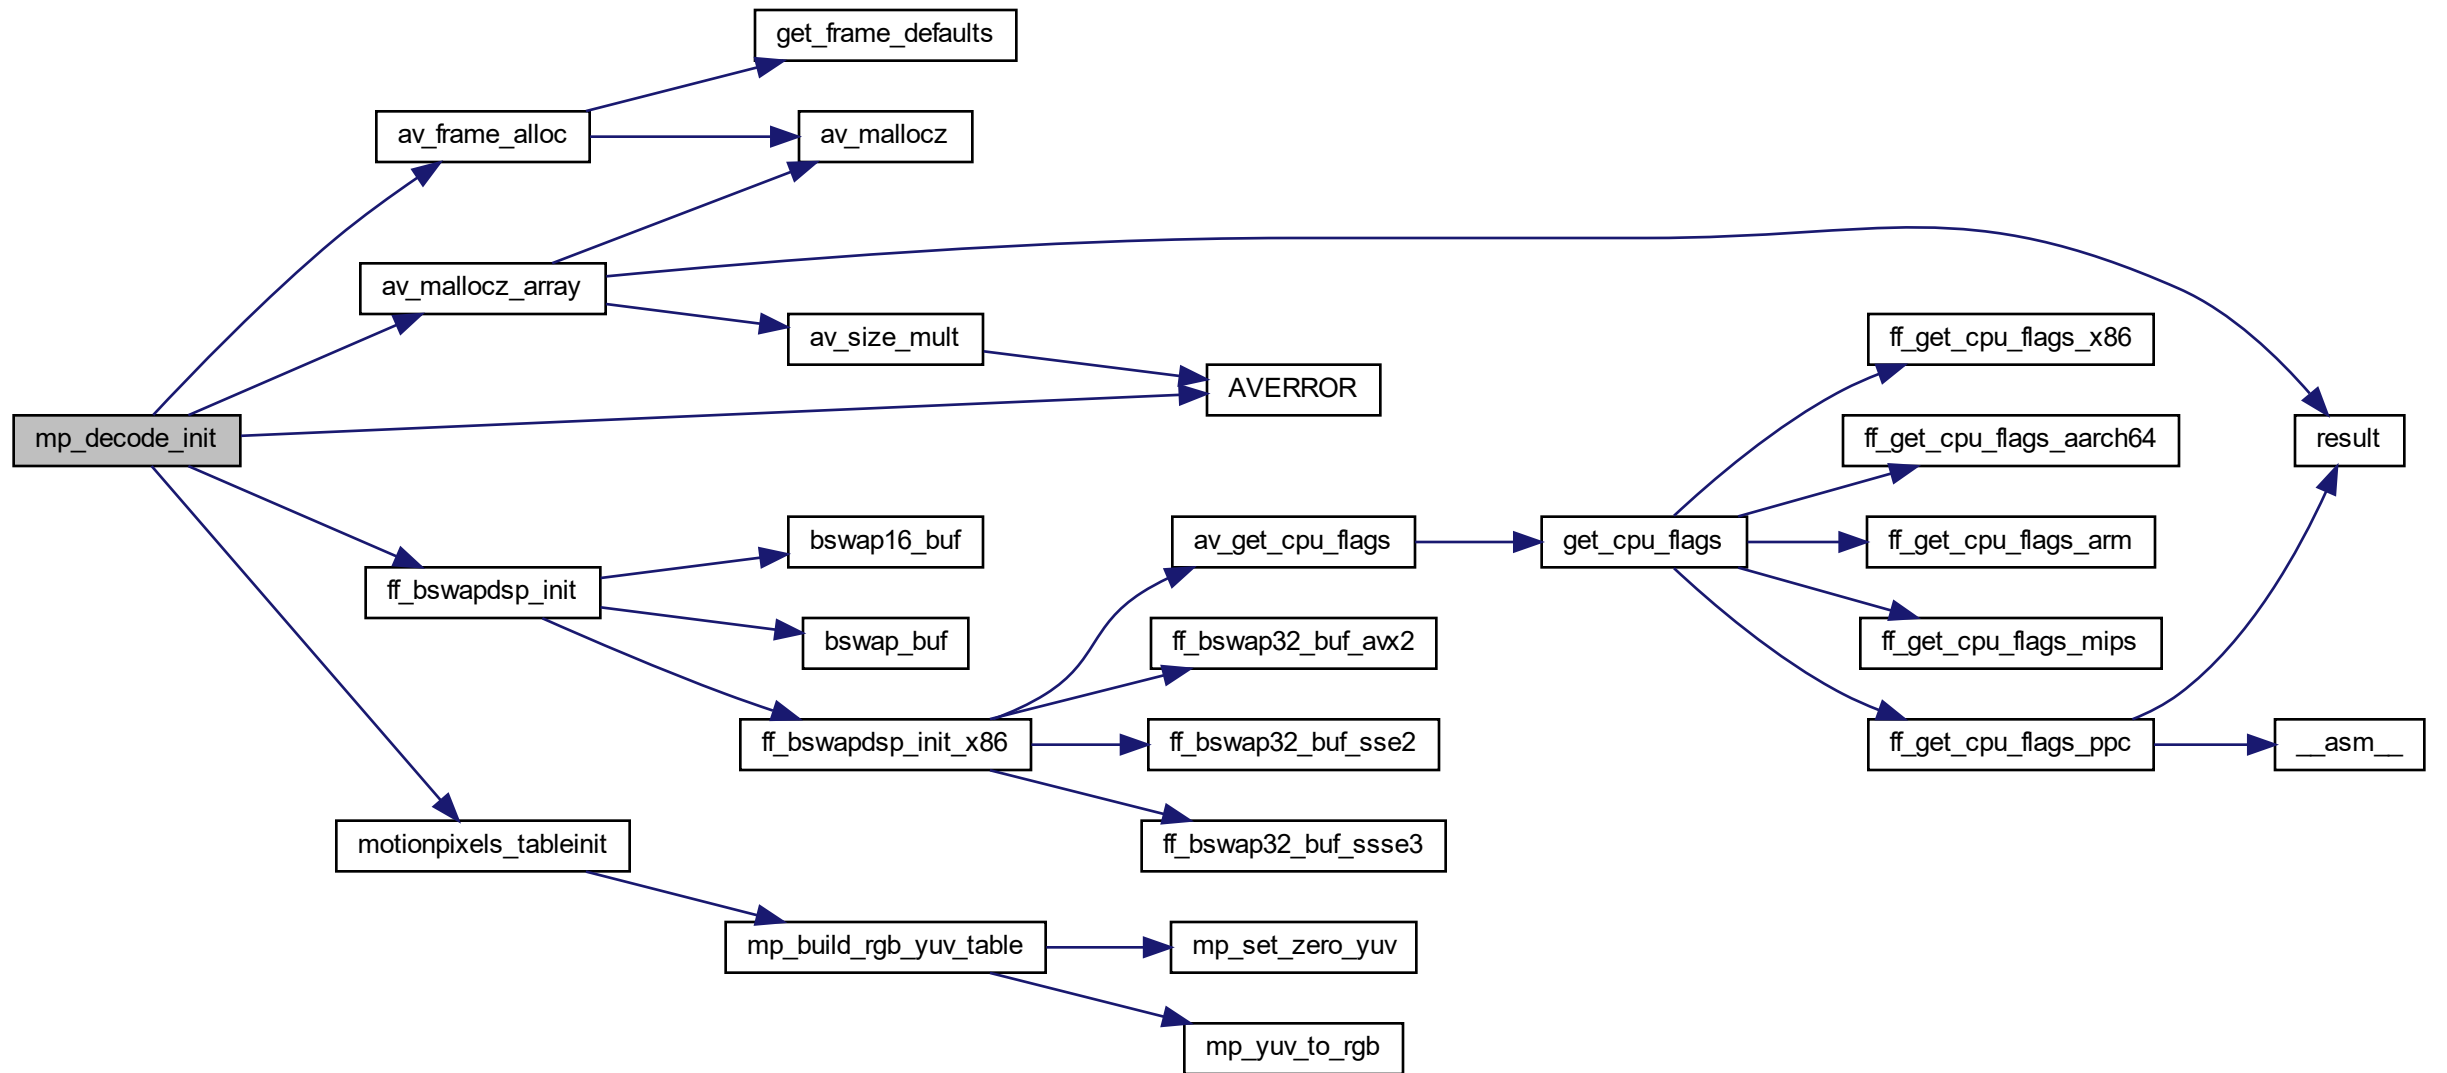 get_frame_defaults
av_frame_alloc
av_mallocz
av_mallocz_array
av_size_mult
ff_get_cpu_flags_x86
AVERROR
mp_decode_init
ff_get_cpu_flags_aarch64
result
bswap16_buf
av_get_cpu_flags
get_cpu_flags
ff_get_cpu_flags_arm
ff_bswapdsp_init
bswap_buf
ff_bswap32_buf_avx2
ff_get_cpu_flags_mips
ff_bswapdsp_init_x86
ff_bswap32_buf_sse2
ff_get_cpu_flags_ppc
__asm__
motionpixels_tableinit
ff_bswap32_buf_ssse3
mp_build_rgb_yuv_table
mp_set_zero_yuv
mp_yuv_to_rgb